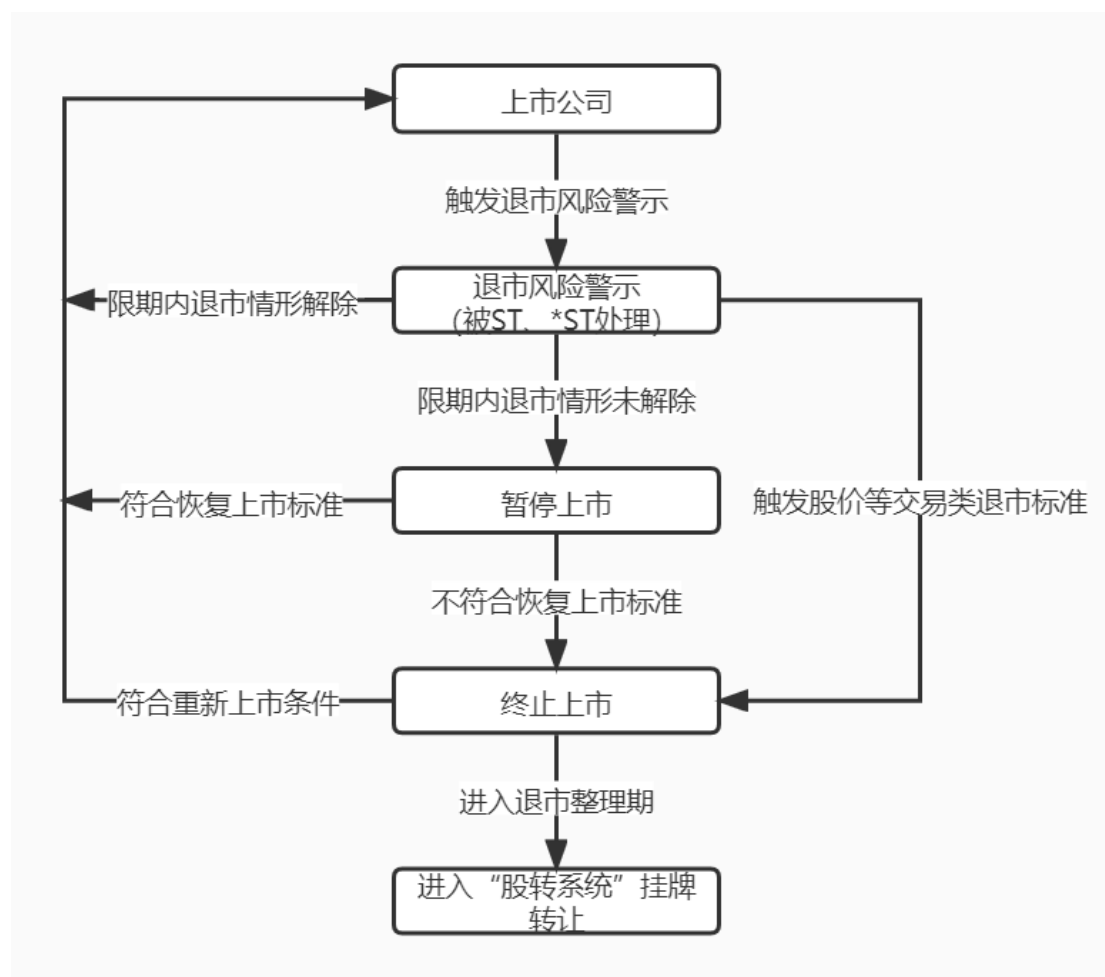 上市公司
触发退市风险警示
退市风险警示
（被ST、*ST处理）
限期内退市情形解除
限期内退市情形未解除
暂停上市
符合恢复上市标准
触发股价等交易类退市标准
不符合恢复上市标准
终止上市
符合重新上市条件
进入退市整理期
进入“股转系统”挂牌
转让